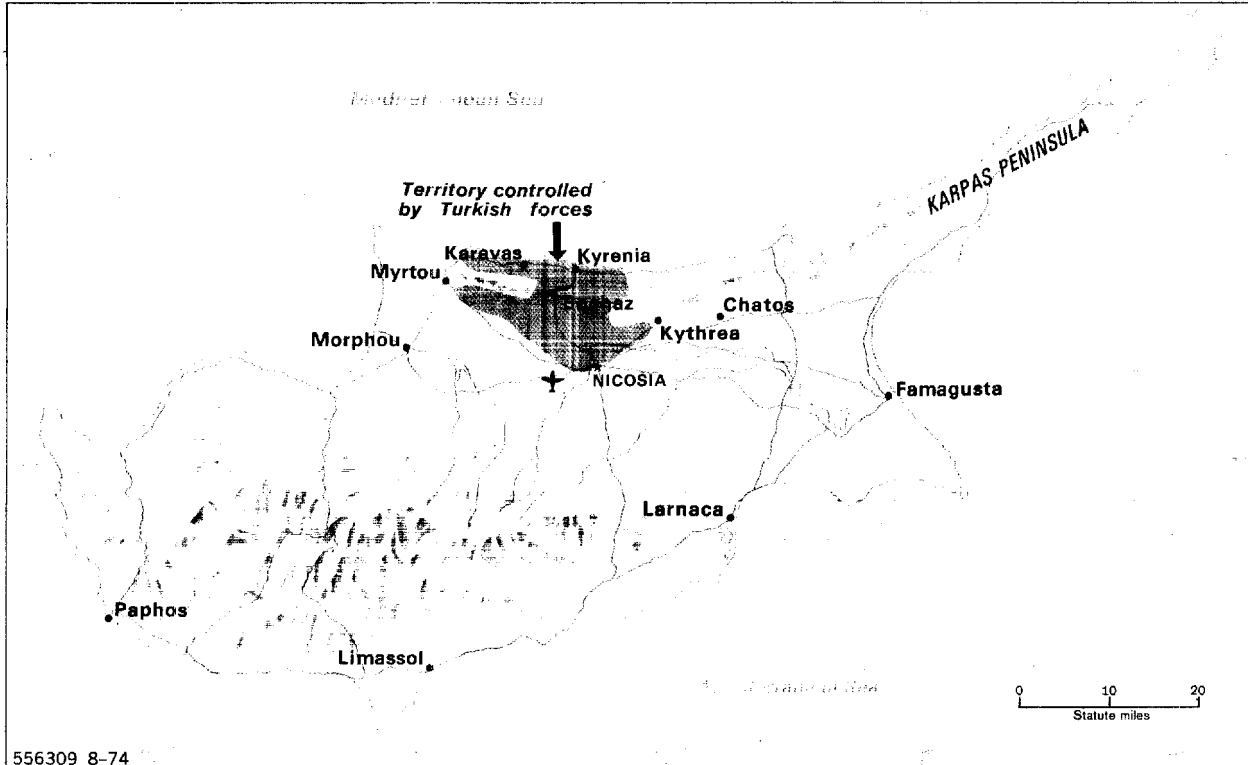 Territory controlled
by Turkish forces
KARPAS PENINSULA
Karavas
Kyrenia
Myrtou
Chatos
Kythrea
Morphou
NICOSIA
Famagusta
Larnaca
Paphos
Limassol
0 10 20
Statute miles
556309 8-74